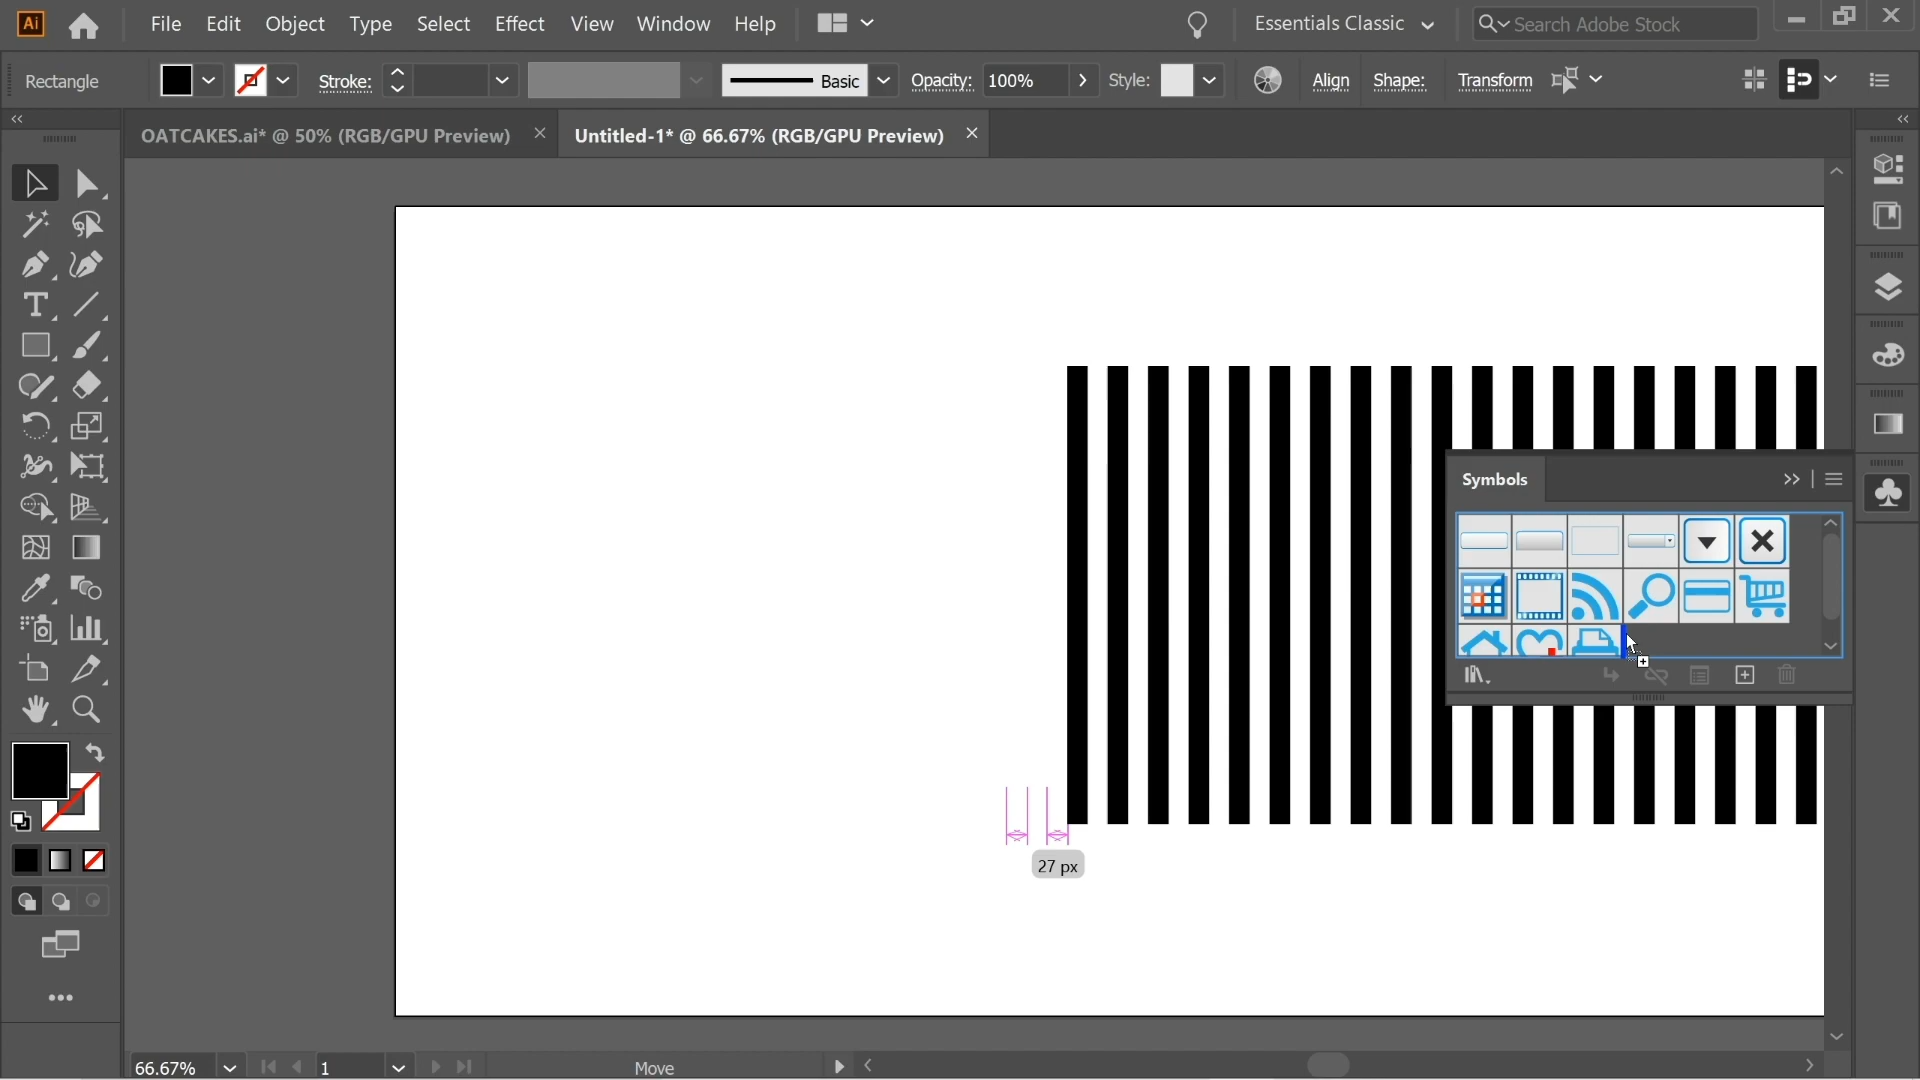 Ai File Edit Object Type Select Effect View Window Help Essentials Classic Search Adobe Stock
Rectangle Stroke: Basic Opacity: 100% Style: Align Shape: Transform
OATCAKES.ai* @ 50% (RGB/GPU Preview) Untitled-1* @ 66.67% (RGB/GPU Preview)
Symbols
27 px
66.67% 1 Move